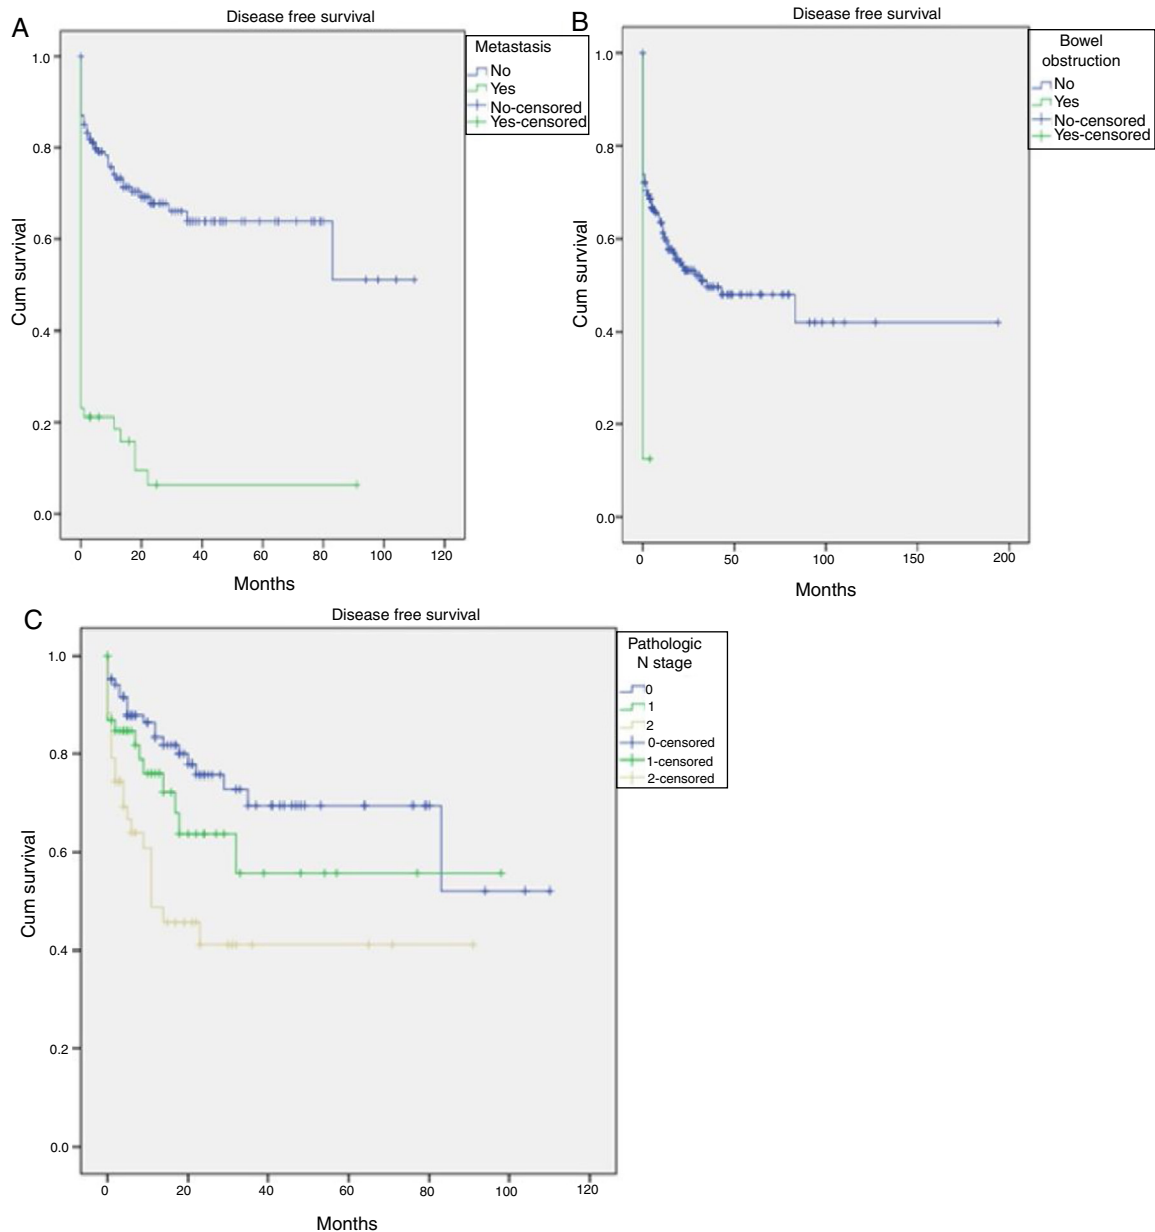 A
Disease free survival
Metastasis
No
Yes
No-censored
Yes-censored
1.0
0.8
0.6
0.4
0.2
0.0
Cum survival
0 20 40 60 80 100 120
Months
B
Disease free survival
Bowel
obstruction
No
Yes
No-censored
Yes-censored
1.0
0.8
0.6
0.4
0.2
0.0
Cum survival
0 50 100 150 200
Months
C
Disease free survival
Pathologic
N stage
0
1
2
0-censored
1-censored
2-censored
1.0
0.8
0.6
0.4
0.2
0.0
Cum survival
0 20 40 60 80 100 120
Months